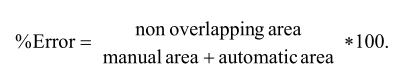 %Error = non overlapping area / manual area + automatic area *100.